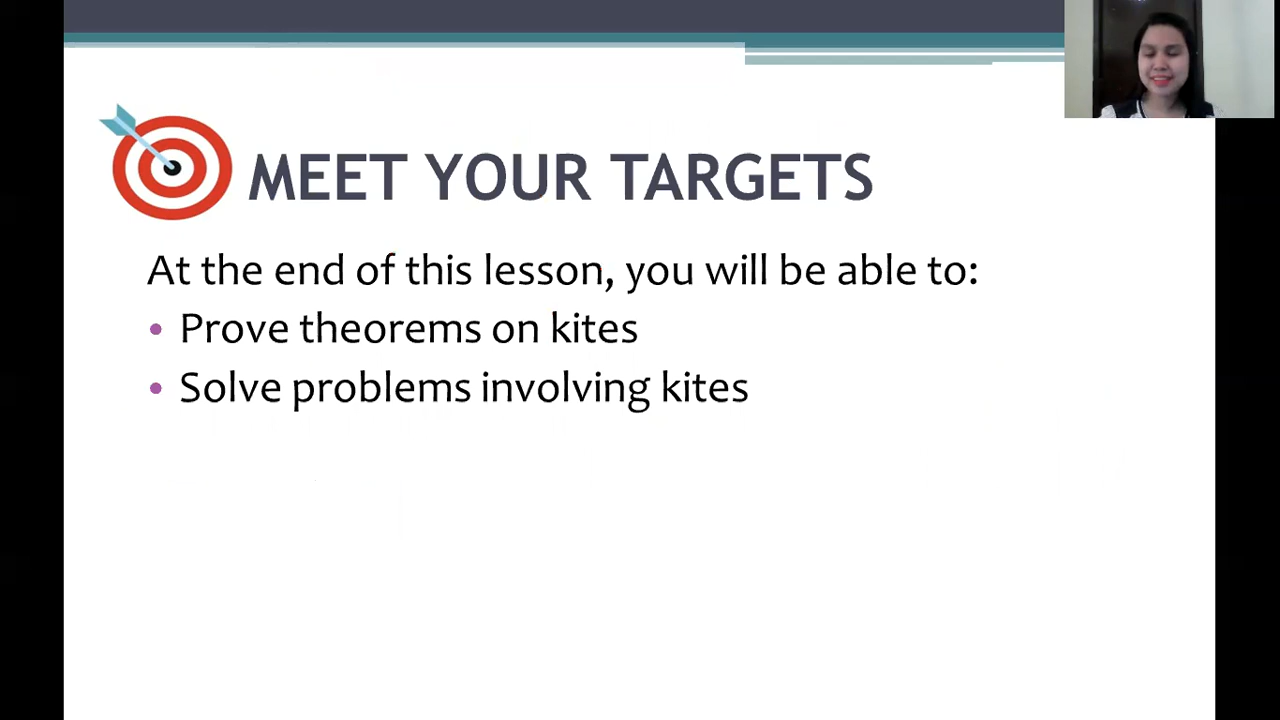 MEET YOUR TARGETS
At the end of this lesson, you will be able to:
• Prove theorems on kites
• Solve problems involving kites